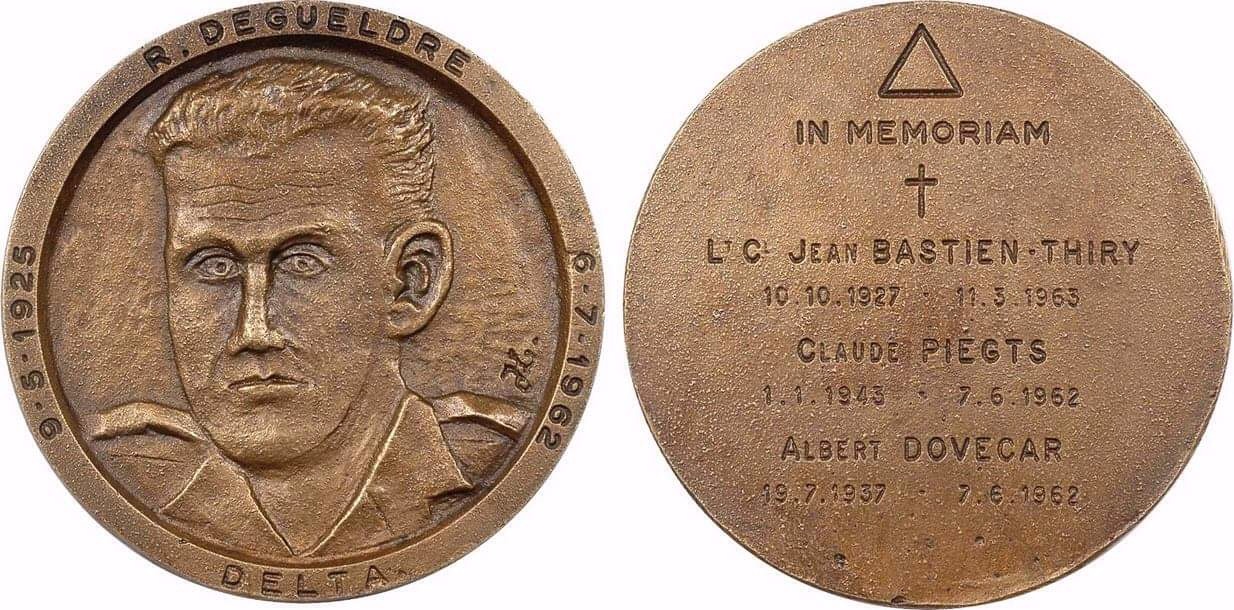 R. DEGUELDRE
9-5-1925
6-7-1962
DELTA.
JH.
IN MEMORIAM
LT CL JEAN BASTIEN-THIRY
10.10.1927 - 11.3.1963
CLAUDE PIEGTS
1.1.1943 - 7.6.1962
ALBERT DOVECAR
19.7.1937 - 7.6.1962